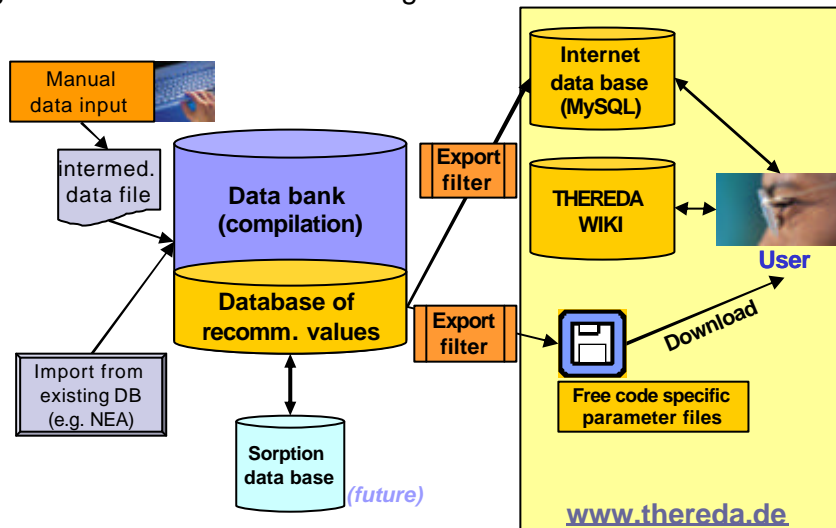 Manual
data input
intermed.
data file
Import from
existing DB
(e.g. NEA)
Data bank
(compilation)
Database of
recomm. values
Sorption
data base
(future)
Export
filter
Export
filter
Internet
data base
(MySQL)
THEREDA
WIKI
User
Download
Free code specific
parameter files
www.thereda.de